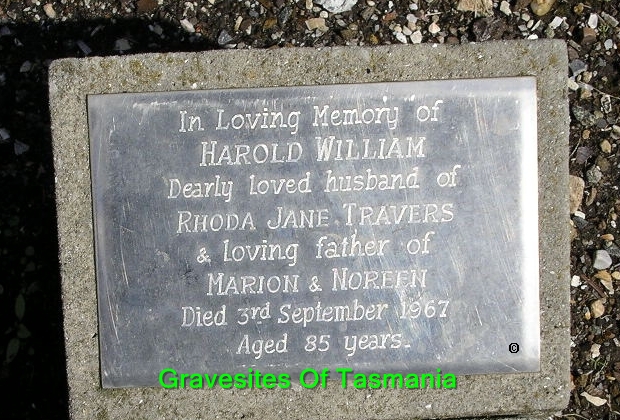 In Loving Memory of
HAROLD WILLIAM
Dearly loved husband of
RHODA JANE TRAVERS
& loving father of
MARION & NOREEN
Died 3rd September 1967
Aged 85 years.
©
Gravesites Of Tasmania